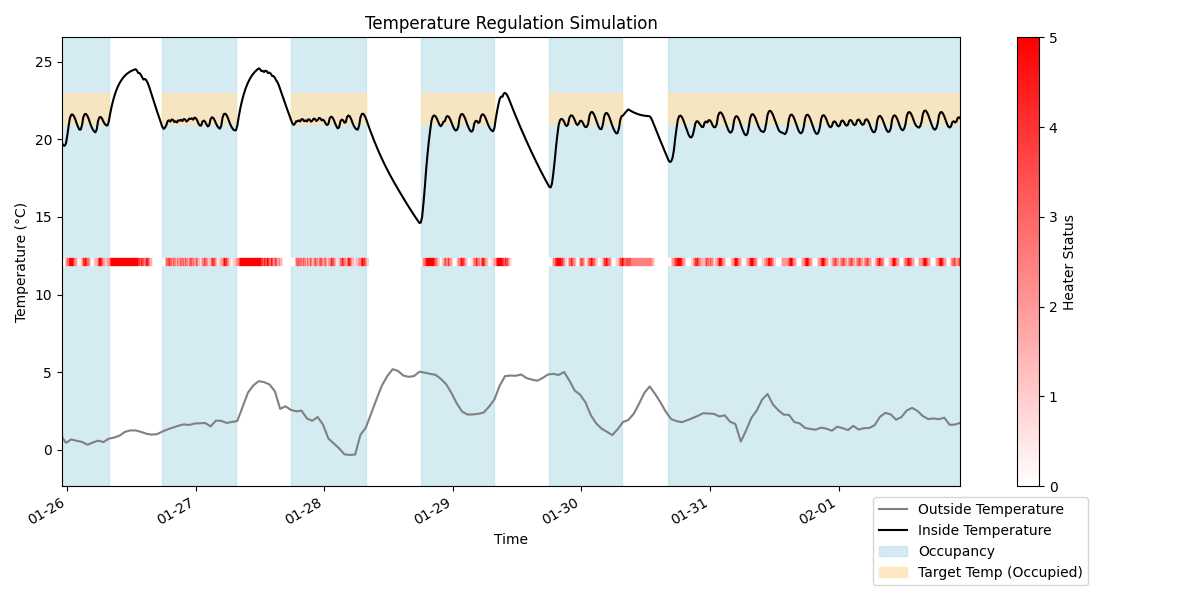 Temperature Regulation Simulation
25
20
15
10
5
0
Temperature (°C)
01-26
01-27
01-28
01-29
01-30
01-31
02-01
Time
5
4
3
2
1
0
Heater Status
Outside Temperature
Inside Temperature
Occupancy
Target Temp (Occupied)